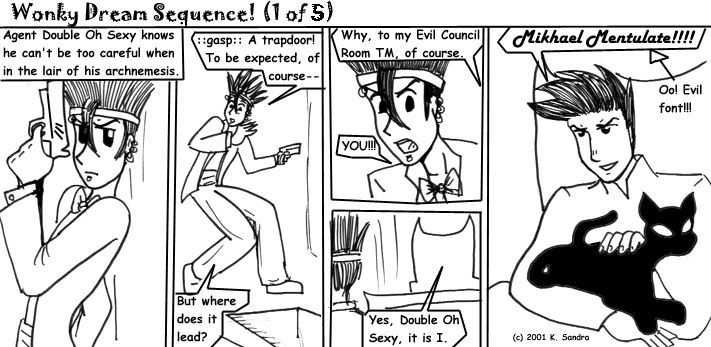 Wonky Dream Sequence! (1 of 5)
Agent Double Oh Sexy knows
he can't be too careful when
in the lair of his archnemesis.
::gasp:: A trapdoor!
To be expected, of
course--
But where
does it
lead?
Why, to my Evil Council
Room TM, of course.
YOU!!!
Yes, Double Oh
Sexy, it is I.
Mikhael Mentulate!!!!
Oo! Evil
font!!!
(c) 2001 K. Sandra